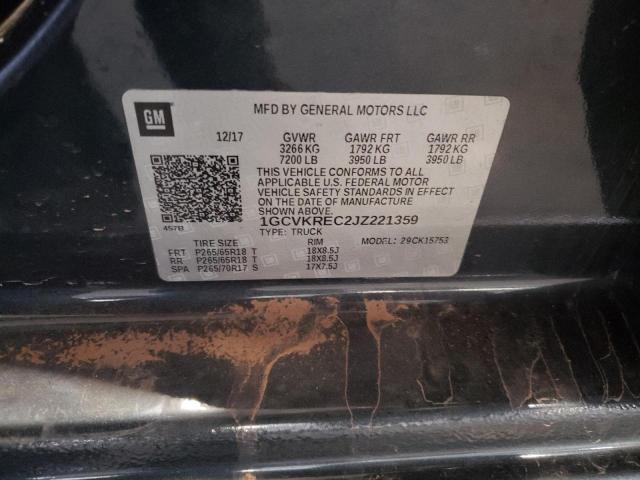 GM
MFD BY GENERAL MOTORS LLC
12/17 GVWR GAWR FRT GAWR RR
3266 KG 1792 KG 1792 KG
7200 LB 3950 LB 3950 LB
THIS VEHICLE CONFORMS TO ALL
APPLICABLE U.S. FEDERAL MOTOR
VEHICLE SAFETY STANDARDS IN EFFECT
ON THE DATE OF MANUFACTURE
SHOWN ABOVE.
1GCVKREC2JZ221359
TYPE: TRUCK
TIRE SIZE RIM MODEL: 29CK15753
FRT P265/65R18 T 18X8.5J
RR P265/65R18 T 18X8.5J
SPA P265/70R17 S 17X7.5J